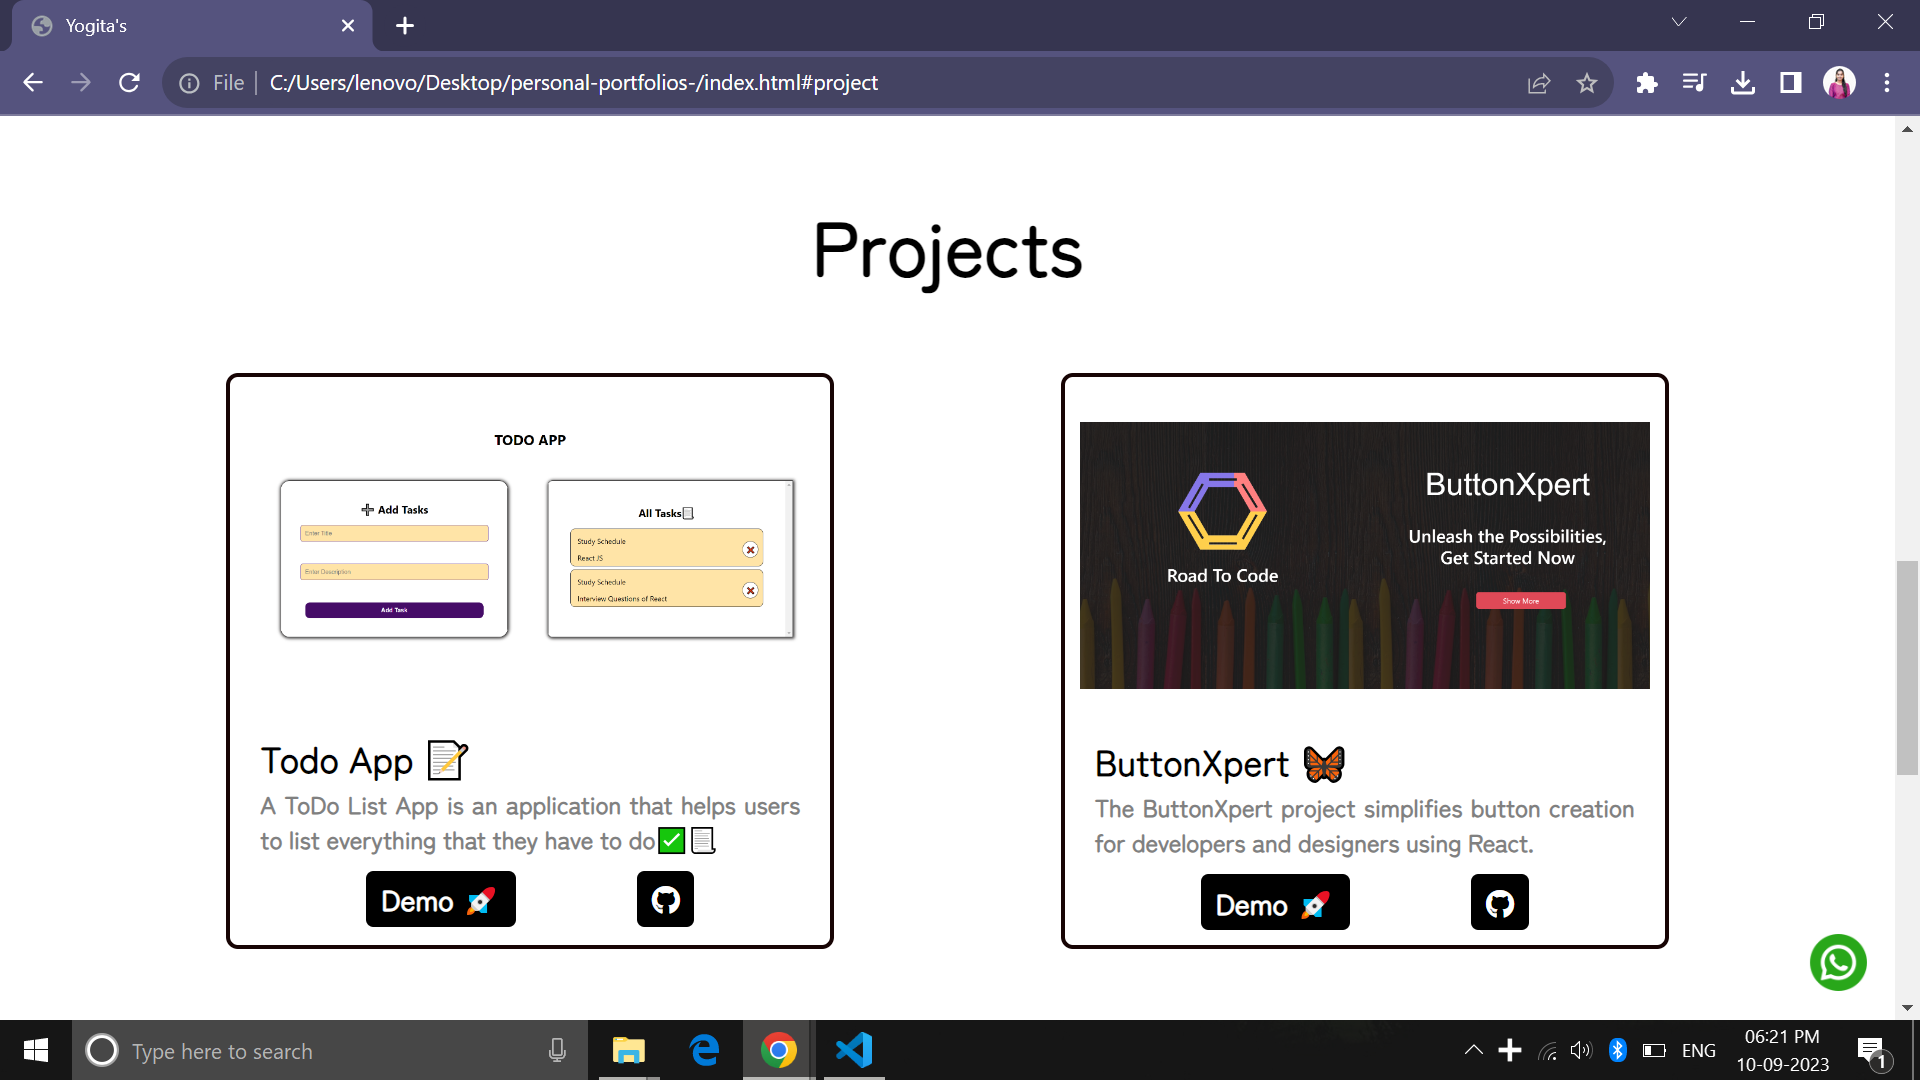 Yogita's
File
C:/Users/lenovo/Desktop/personal-portfolios-/index.html#project
Projects
TODO APP
Add Tasks
Enter Title
Enter Description
Add Task
All Tasks
Study Schedule
React JS
Study Schedule
Interview Questions of React
Todo App
A ToDo List App is an application that helps users
to list everything that they have to do
Demo
Road To Code
ButtonXpert
Unleash the Possibilities,
Get Started Now
Show More
ButtonXpert
The ButtonXpert project simplifies button creation
for developers and designers using React.
Demo
Type here to search
ENG
06:21 PM
10-09-2023
1